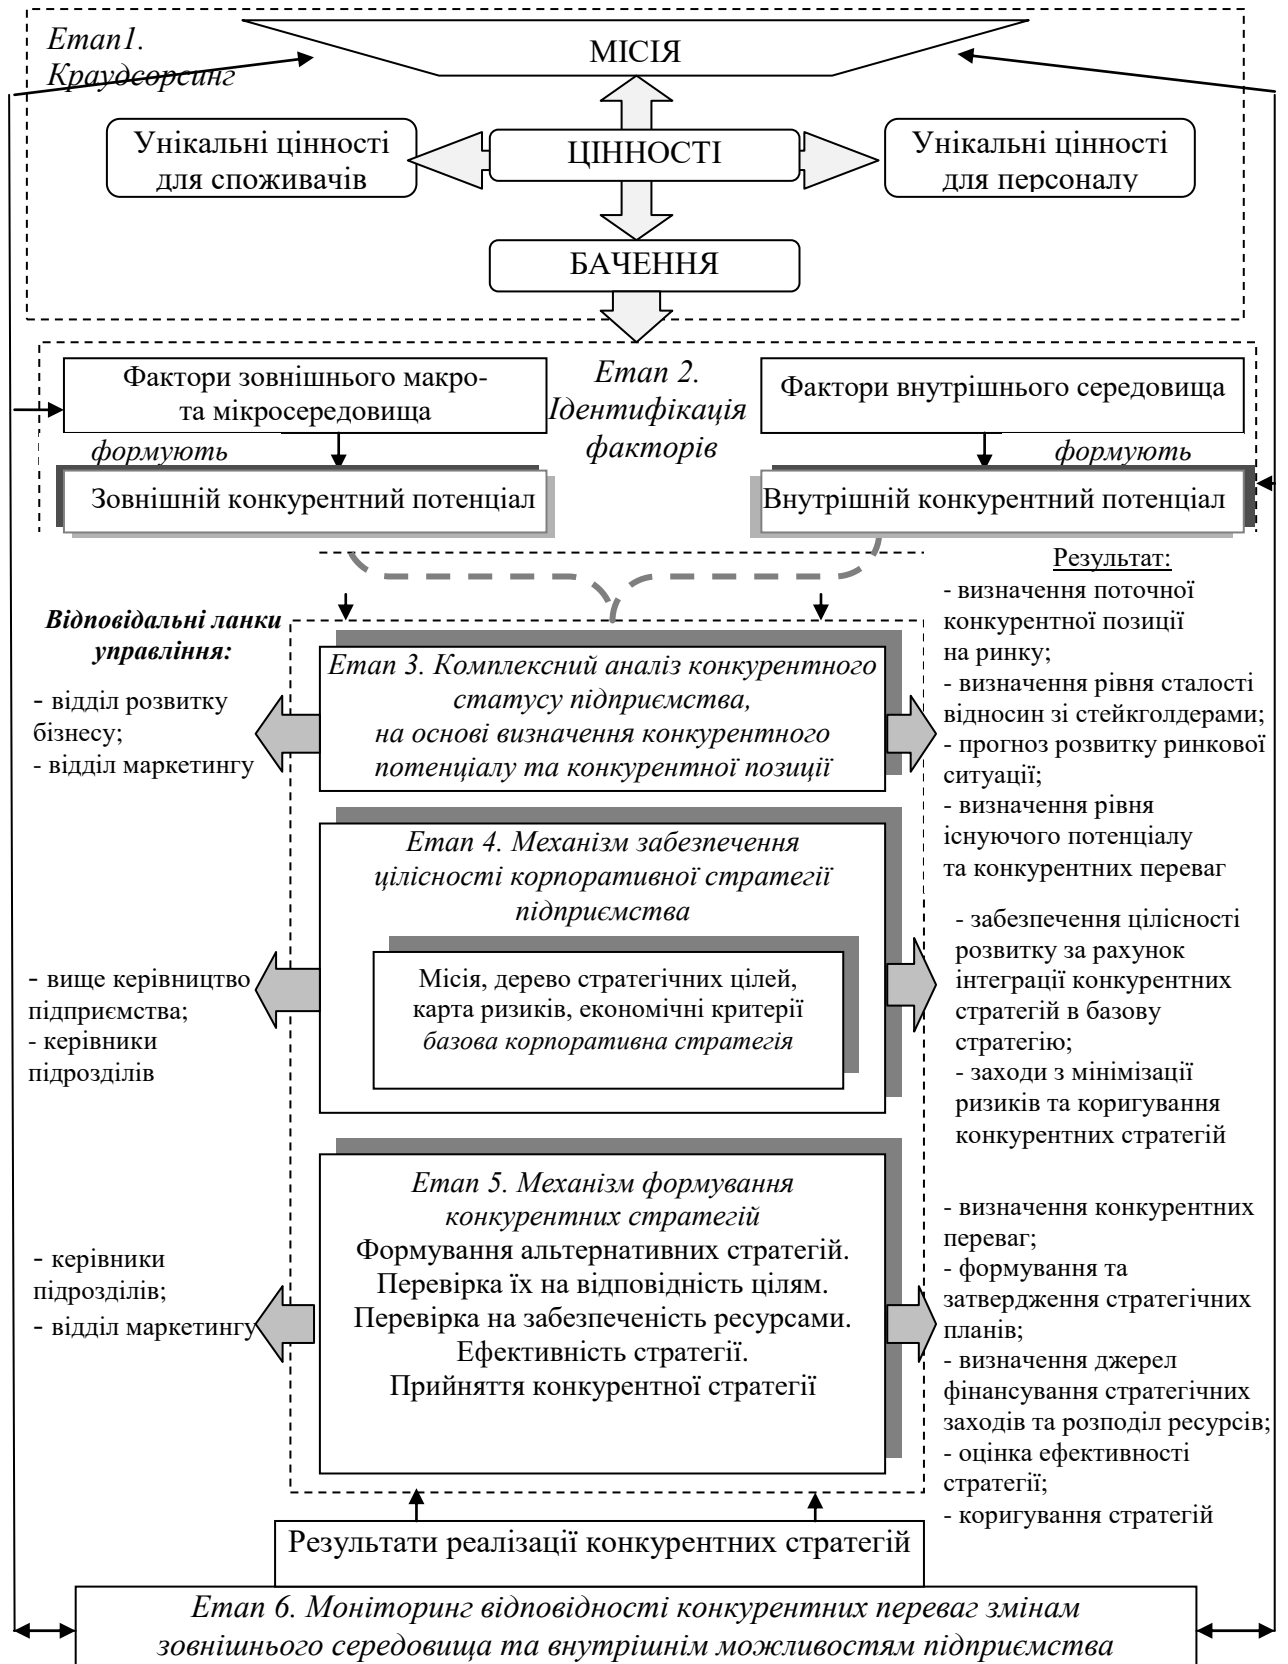 Етап1.
Краудсорсинг
МІСІЯ
Унікальні цінності
для споживачів
ЦІННОСТІ
Унікальні цінності
для персоналу
БАЧЕННЯ
Фактори зовнішнього макро-
та мікросередовища
Етап 2.
Ідентифікація
факторів
Фактори внутрішнього середовища
формують
формують
Зовнішній конкурентний потенціал
Внутрішній конкурентний потенціал
Відповідальні ланки
управління:
Результат:
- відділ розвитку
бізнесу;
- відділ маркетингу
Етап 3. Комплексний аналіз конкурентного
статусу підприємства,
на основі визначення конкурентного
потенціалу та конкурентної позиції
- визначення поточної
конкурентної позиції
на ринку;
- визначення рівня сталості
відносин зі стейкголдерами;
- прогноз розвитку ринкової
ситуації;
- визначення рівня
існуючого потенціалу
та конкурентних переваг
- вище керівництво
підприємства;
- керівники
підрозділів
Етап 4. Механізм забезпечення
цілісності корпоративної стратегії
підприємства
Місія, дерево стратегічних цілей,
карта ризиків, економічні критерії
базова корпоративна стратегія
- забезпечення цілісності
розвитку за рахунок
інтеграції конкурентних
стратегій в базову
стратегію;
- заходи з мінімізації
ризиків та коригування
конкурентних стратегій
- керівники
підрозділів;
- відділ маркетингу
Етап 5. Механізм формування
конкурентних стратегій
Формування альтернативних стратегій.
Перевірка їх на відповідність цілям.
Перевірка на забезпеченість ресурсами.
Ефективність стратегії.
Прийняття конкурентної стратегії
- визначення конкурентних
переваг;
- формування та
затвердження стратегічних
планів;
- визначення джерел
фінансування стратегічних
заходів та розподіл ресурсів;
- оцінка ефективності
стратегії;
- коригування стратегій
Результати реалізації конкурентних стратегій
Етап 6. Моніторинг відповідності конкурентних переваг змінам
зовнішнього середовища та внутрішнім можливостям підприємства